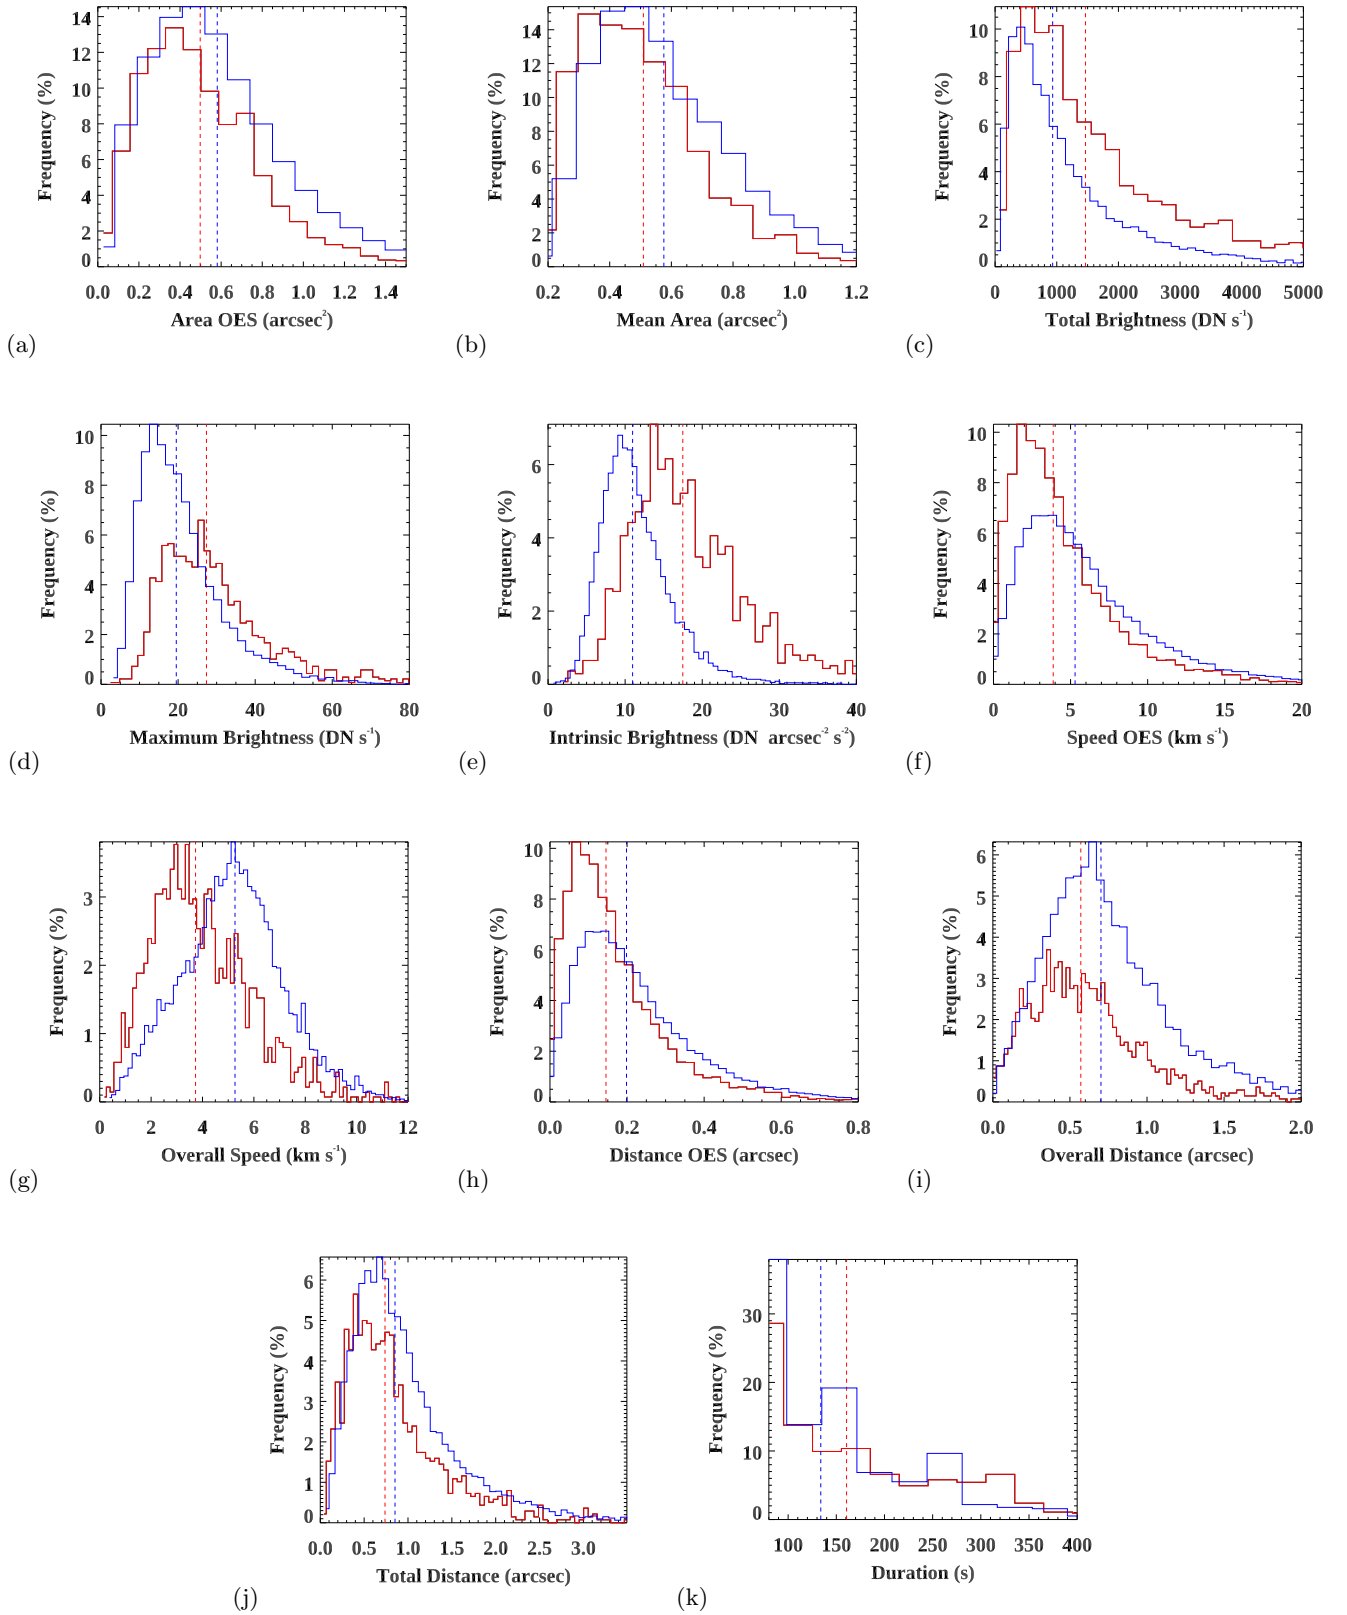 14
12
10
8
6
4
2
0
Frequency (%)
0.0 0.2 0.4 0.6 0.8 1.0 1.2 1.4
Area OES (arcsec²)
(a)
14
12
10
8
6
4
2
0
Frequency (%)
0.2 0.4 0.6 0.8 1.0 1.2
Mean Area (arcsec²)
(b)
10
8
6
4
2
0
Frequency (%)
0 1000 2000 3000 4000 5000
Total Brightness (DN s⁻¹)
(c)
10
8
6
4
2
0
Frequency (%)
0 20 40 60 80
Maximum Brightness (DN s⁻¹)
(d)
6
4
2
0
Frequency (%)
0 10 20 30 40
Intrinsic Brightness (DN arcsec⁻² s⁻²)
(e)
10
8
6
4
2
0
Frequency (%)
0 5 10 15 20
Speed OES (km s⁻¹)
(f)
3
2
1
0
Frequency (%)
0 2 4 6 8 10 12
Overall Speed (km s⁻¹)
(g)
10
8
6
4
2
0
Frequency (%)
0.0 0.2 0.4 0.6 0.8
Distance OES (arcsec)
(h)
6
5
4
3
2
1
0
Frequency (%)
0.0 0.5 1.0 1.5 2.0
Overall Distance (arcsec)
(i)
6
5
4
3
2
1
0
Frequency (%)
0.0 0.5 1.0 1.5 2.0 2.5 3.0
Total Distance (arcsec)
(j)
30
20
10
0
Frequency (%)
100 150 200 250 300 350 400
Duration (s)
(k)